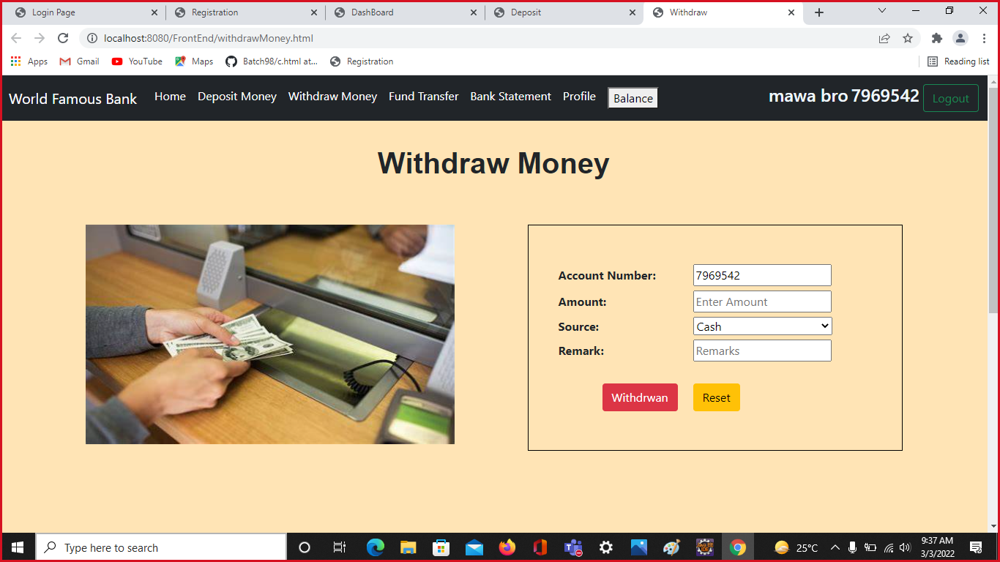 Login Page Registration DashBoard Deposit Withdraw
localhost:8080/FrontEnd/withdrawMoney.html
Apps Gmail YouTube Maps Batch98/c.html at... Registration Reading list
World Famous Bank Home Deposit Money Withdraw Money Fund Transfer Bank Statement Profile Balance mawa bro 7969542 Logout
Withdraw Money
Account Number: 7969542
Amount: Enter Amount
Source: Cash
Remark: Remarks
Withdrwan Reset
Type here to search 25°C 9:37 AM
3/3/2022